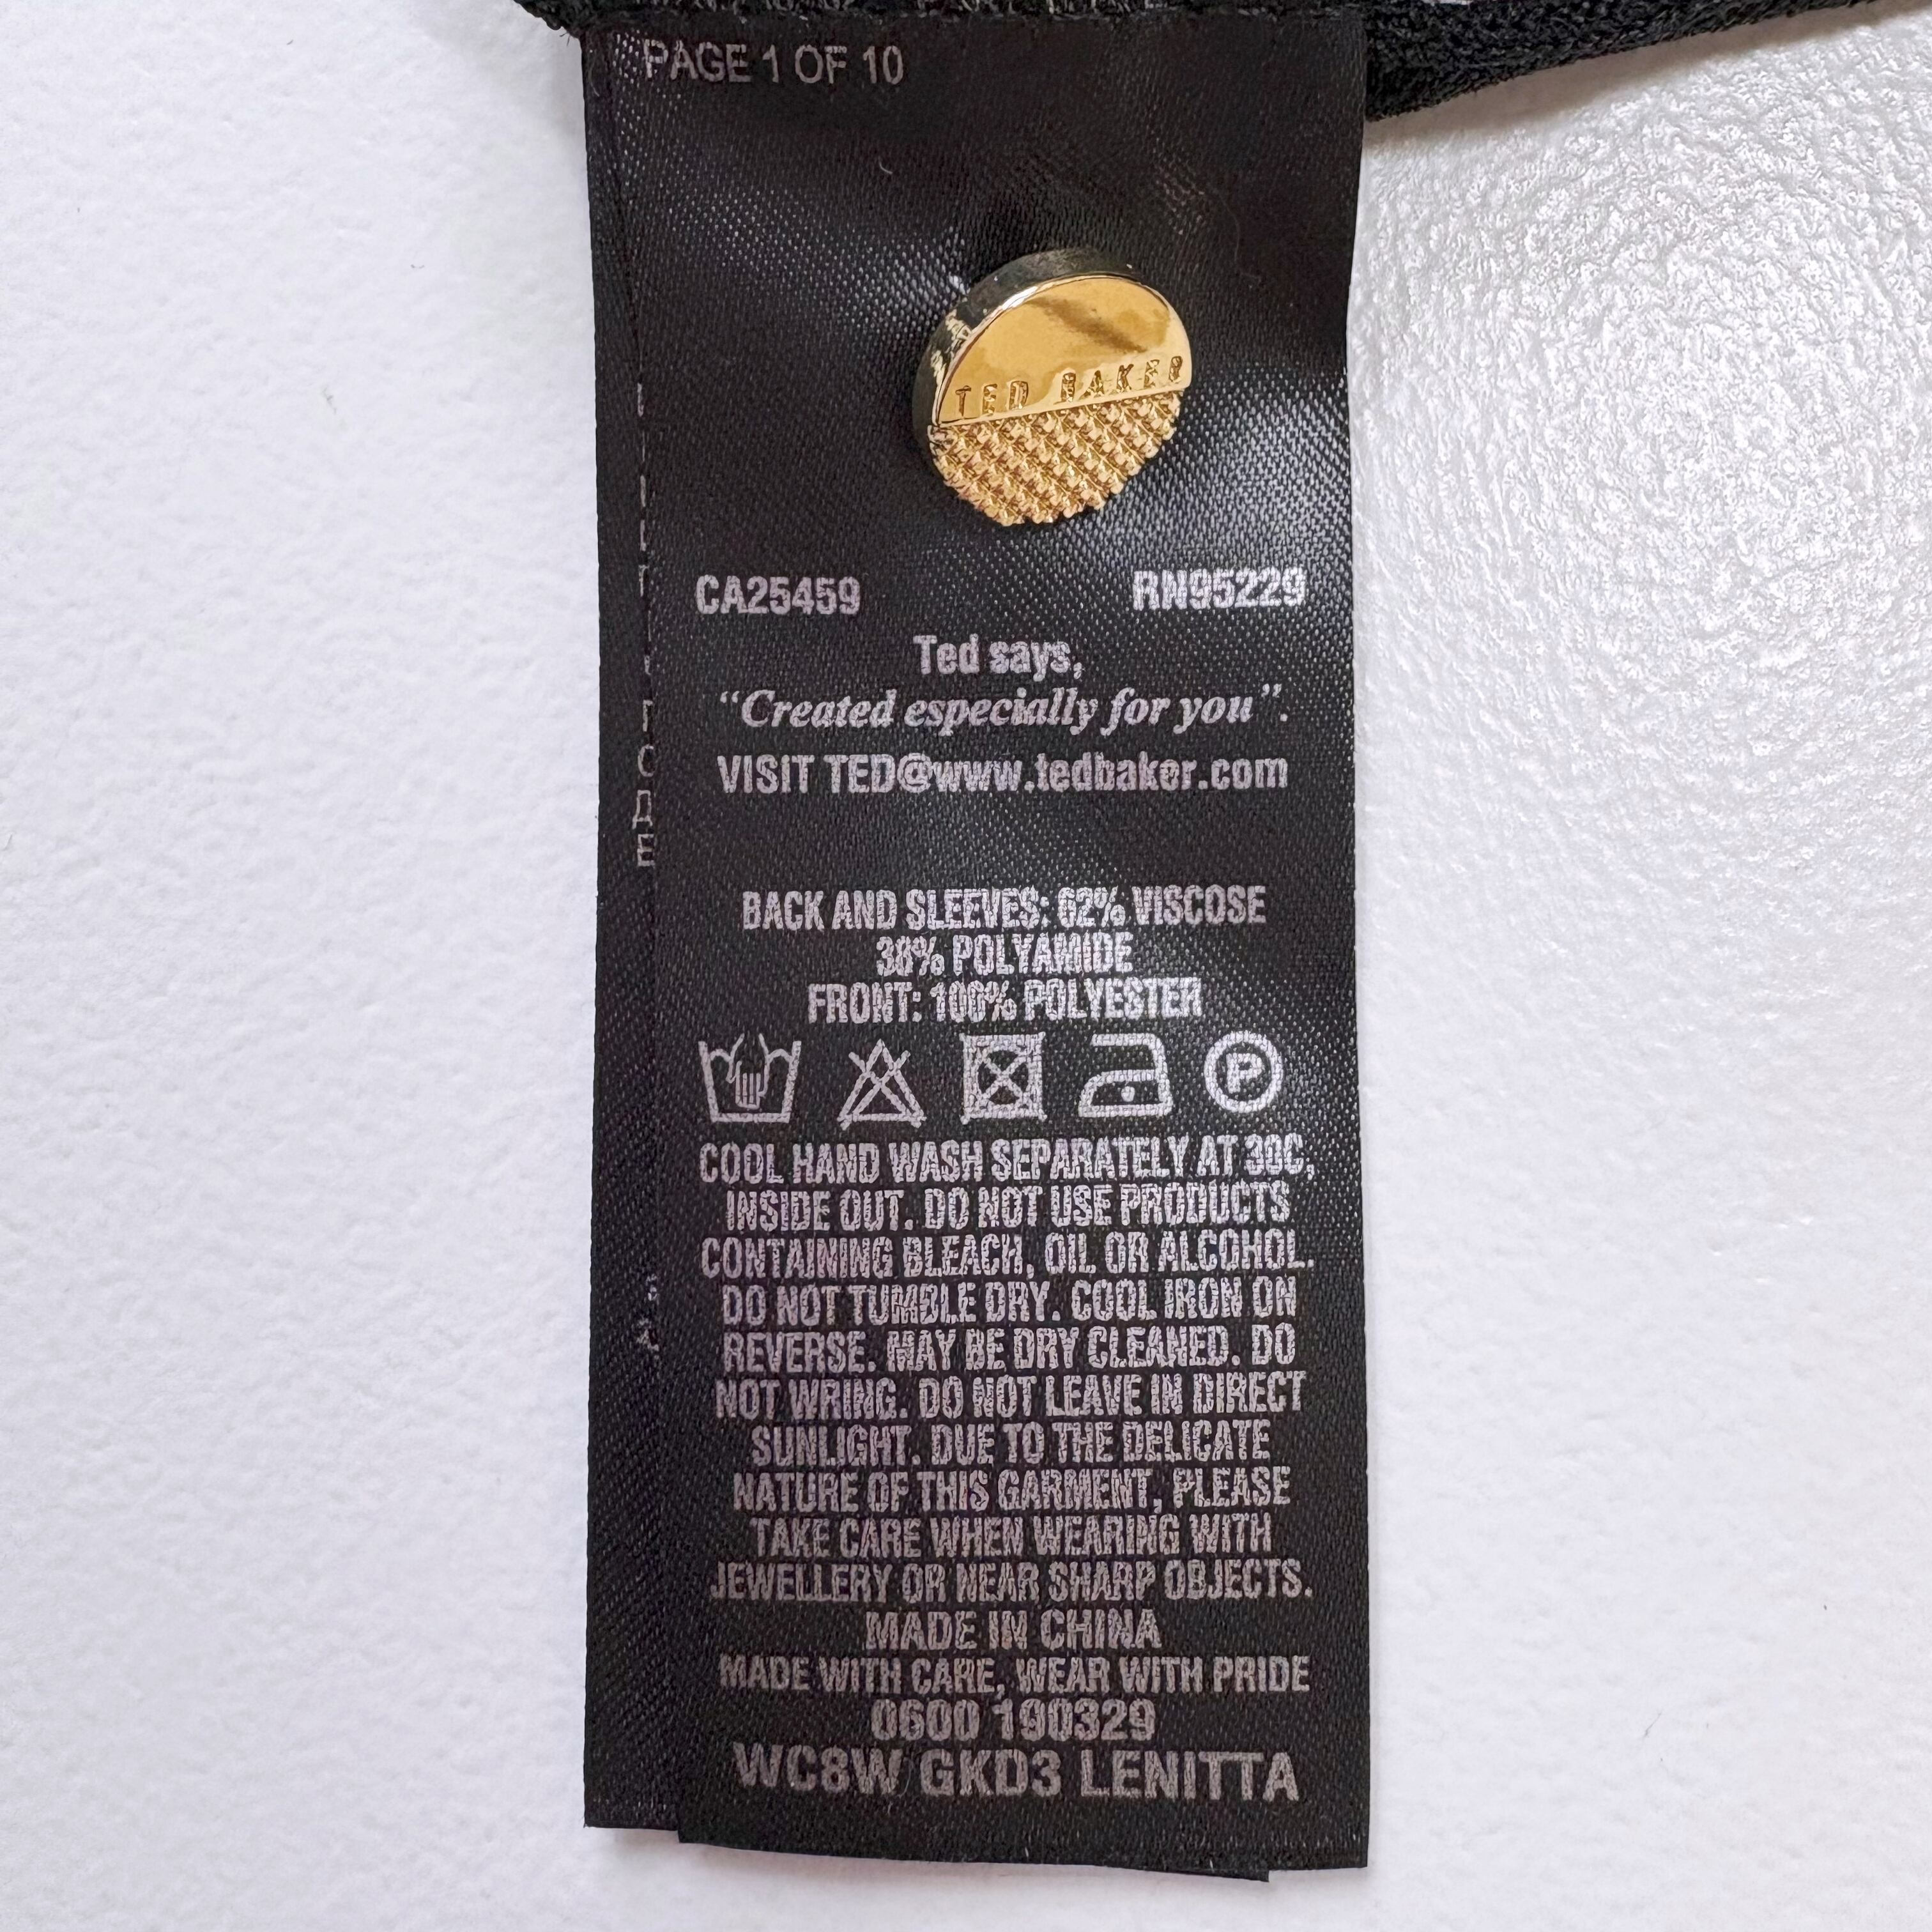 PAGE 1 OF 10
TED BAKER
CA25459 RN95229
Ted says,
“Created especially for you”.
VISIT TED@www.tedbaker.com
BACK AND SLEEVES: 62% VISCOSE
38% POLYAMIDE
FRONT: 100% POLYESTER
P
COOL HAND WASH SEPARATELY AT 30C,
INSIDE OUT. DO NOT USE PRODUCTS
CONTAINING BLEACH, OIL OR ALCOHOL.
DO NOT TUMBLE DRY. COOL IRON ON
REVERSE. MAY BE DRY CLEANED. DO
NOT WRING. DO NOT LEAVE IN DIRECT
SUNLIGHT. DUE TO THE DELICATE
NATURE OF THIS GARMENT, PLEASE
TAKE CARE WHEN WEARING WITH
JEWELLERY OR NEAR SHARP OBJECTS.
MADE IN CHINA
MADE WITH CARE, WEAR WITH PRIDE
0600 190329
WC8W GKD3 LENITTA